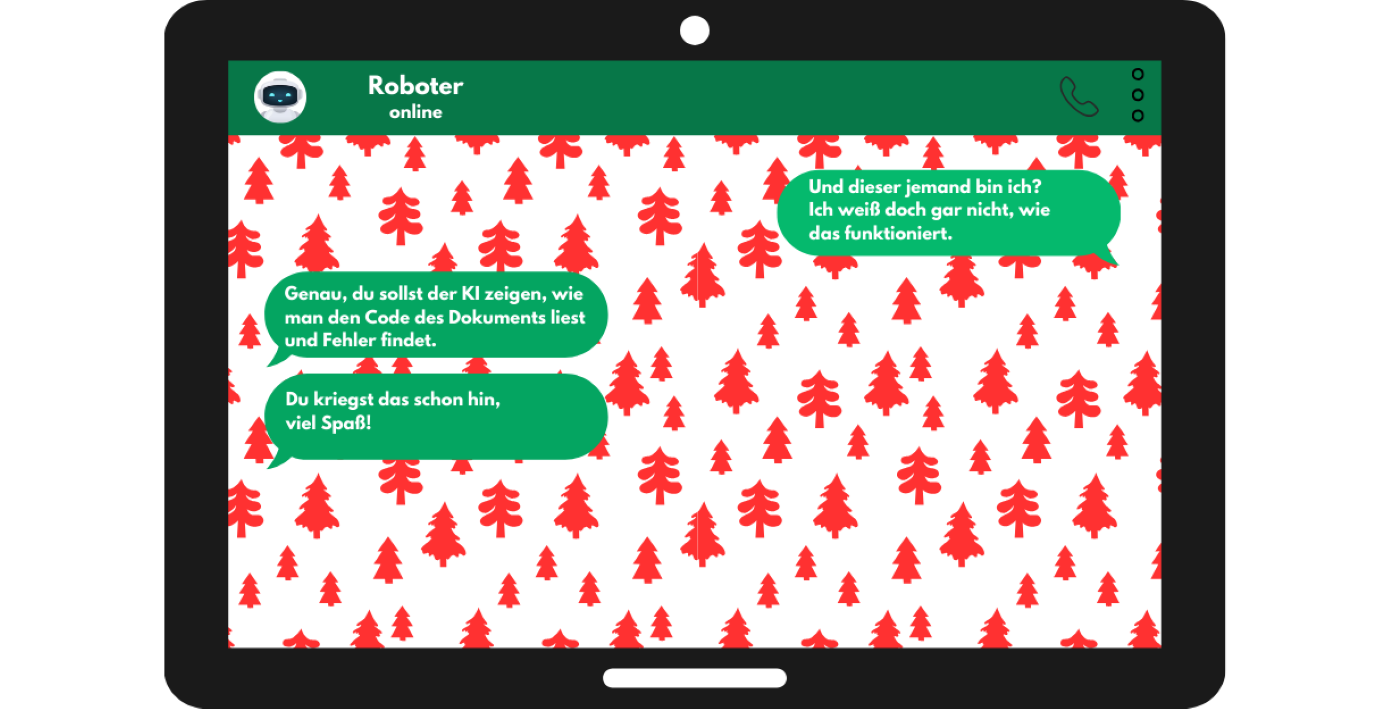 Roboter
online
Und dieser jemand bin ich?
Ich weiß doch gar nicht, wie
das funktioniert.
Genau, du sollst der KI zeigen, wie
man den Code des Dokuments liest
und Fehler findet.
Du kriegst das schon hin,
viel Spaß!